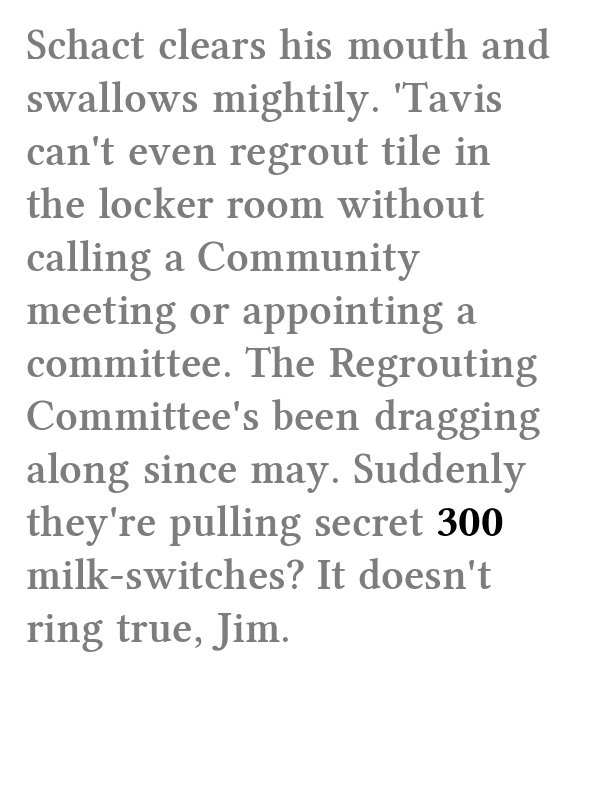 Schact clears his mouth and
swallows mightily. 'Tavis
can't even regrout tile in
the locker room without
calling a Community
meeting or appointing a
committee. The Regrouting
Committee's been dragging
along since may. Suddenly
they're pulling secret 300
milk-switches? It doesn't
ring true, Jim.